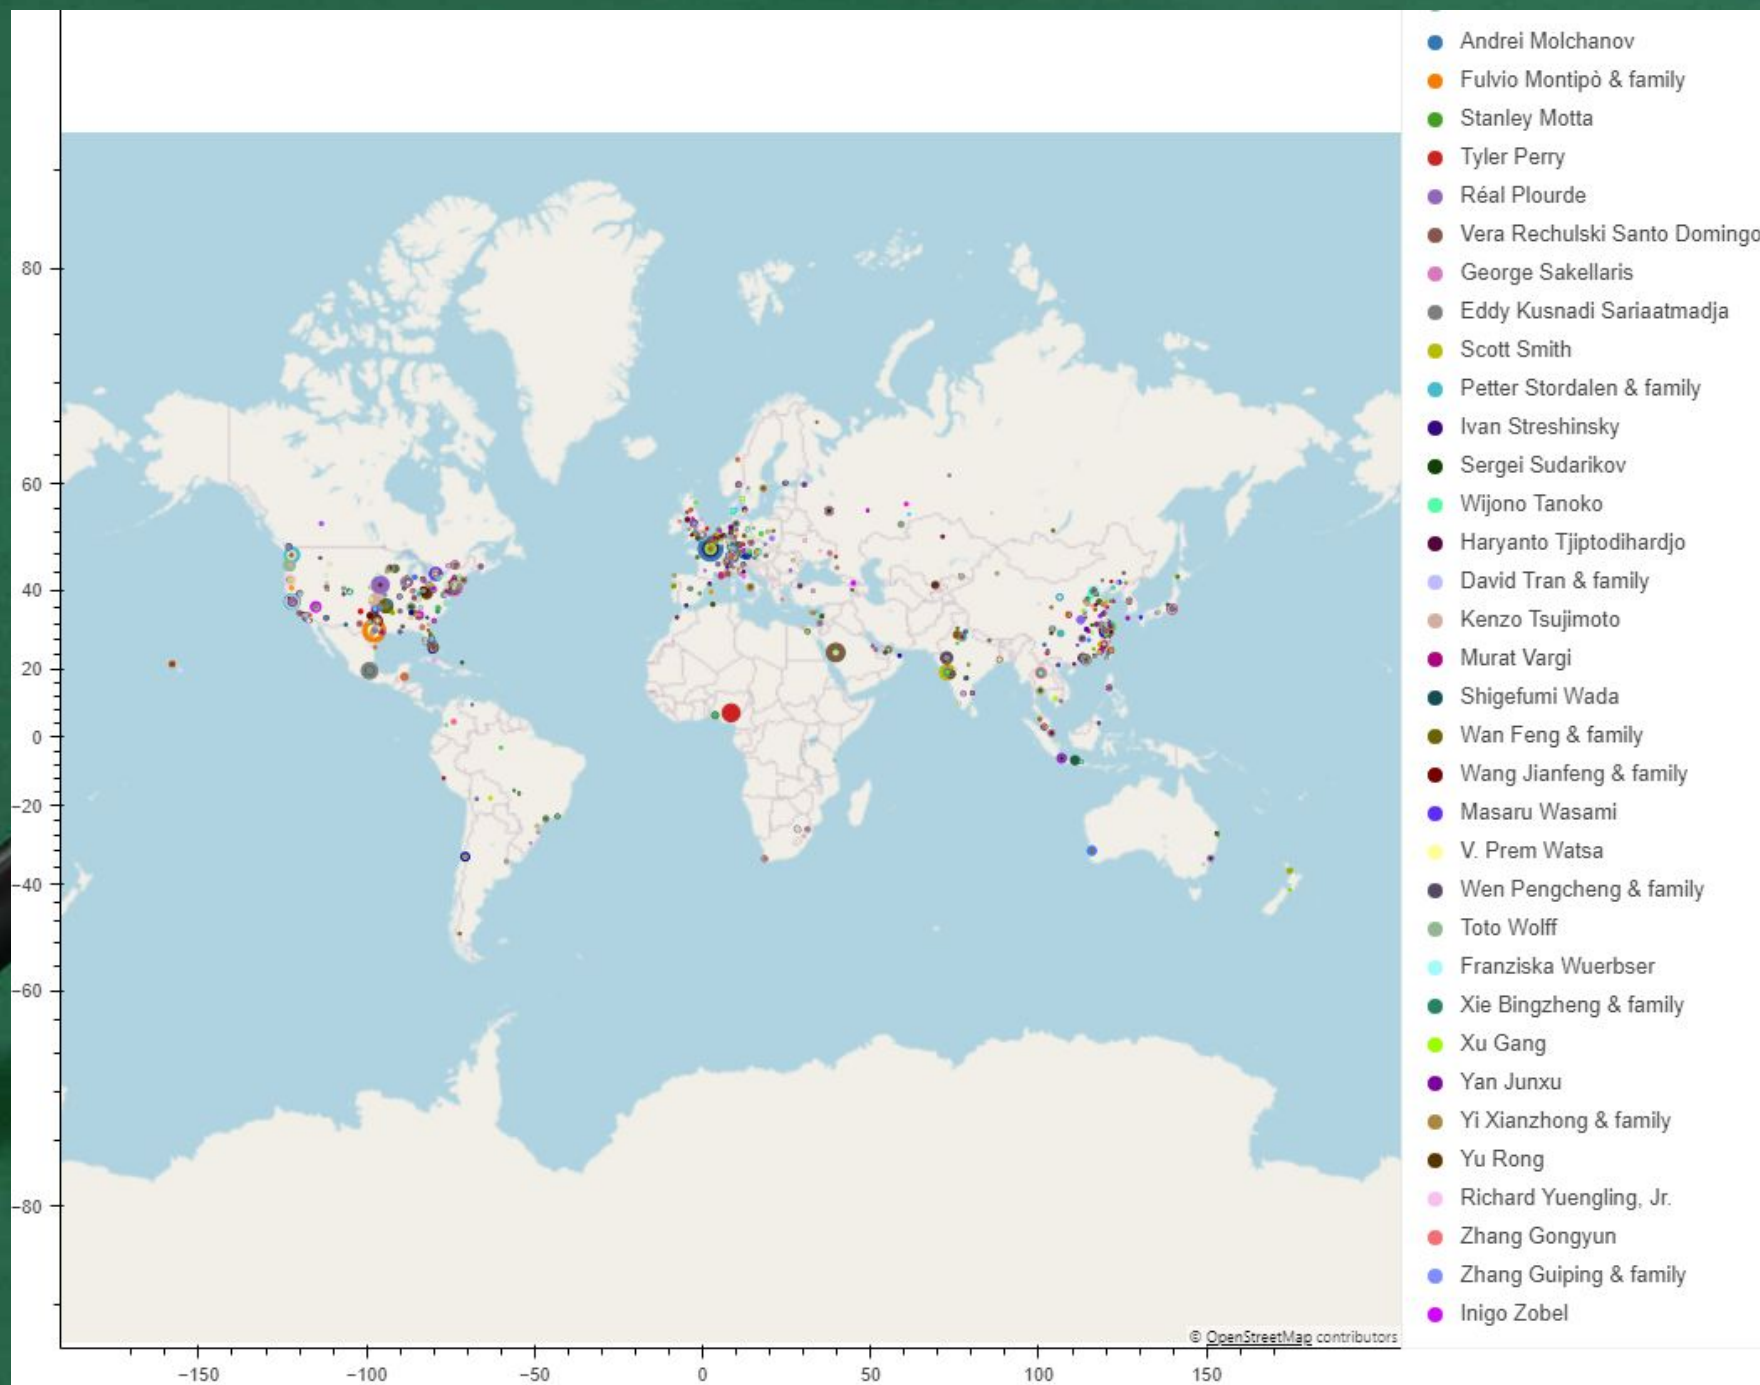 Andrei Molchanov
Fulvio Montipò & family
Stanley Motta
Tyler Perry
Réal Plourde
Vera Rechulski Santo Domingo
George Sakellaris
Eddy Kusnadi Sariaatmadja
Scott Smith
Petter Stordalen & family
Ivan Streshinsky
Sergei Sudarikov
Wijono Tanoko
Haryanto Tjiptodihardjo
David Tran & family
Kenzo Tsujimoto
Murat Vargi
Shigefumi Wada
Wan Feng & family
Wang Jianfeng & family
Masaru Wasami
V. Prem Watsa
Wen Pengcheng & family
Toto Wolff
Franziska Wuerbser
Xie Bingzheng & family
Xu Gang
Yan Junxu
Yi Xianzhong & family
Yu Rong
Richard Yuengling, Jr.
Zhang Gongyun
Zhang Guiping & family
Inigo Zobel
80
60
40
20
0
−20
−40
−60
−80
© OpenStreetMap contributors
−150 −100 −50 0 50 100 150